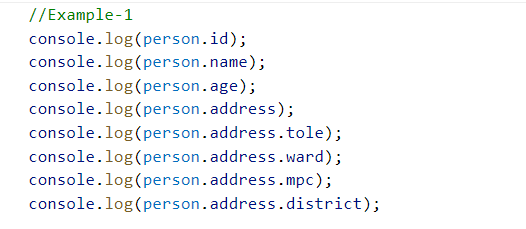 //Example-1
console.log(person.id);
console.log(person.name);
console.log(person.age);
console.log(person.address);
console.log(person.address.tole);
console.log(person.address.ward);
console.log(person.address.mpc);
console.log(person.address.district);